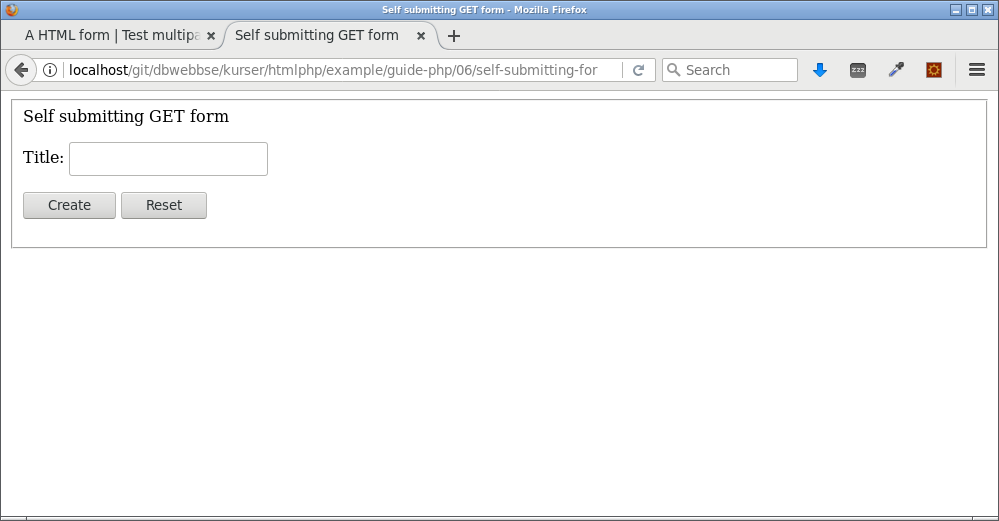 Self submitting GET form - Mozilla Firefox
A HTML form | Test multipa
Self submitting GET form
localhost/git/dbwebbse/kurser/htmlphp/example/guide-php/06/self-submitting-for
Search
zzz
Self submitting GET form
Title:
Create Reset